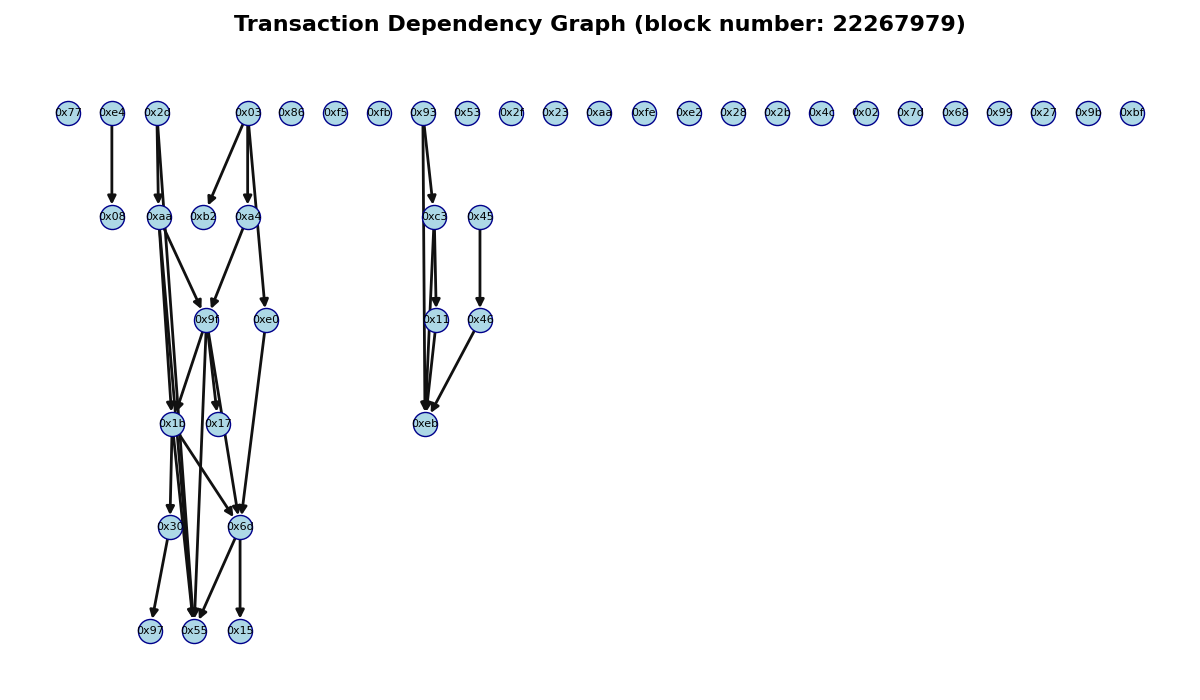 Transaction Dependency Graph (block number: 22267979)
0x77 0xe4 0x2d 0x03 0x86 0xf5 0xfb 0x93 0x53 0x2f 0x23 0xaa 0xfe 0xe2 0x28 0x2b 0x4c 0x02 0x7d 0x68 0x99 0x27 0x9b 0xbf
0x08 0xaa 0xb2 0xa4 0xc3 0x45
0x9f 0xe0 0x11 0x46
0x1b 0x17 0xeb
0x30 0x6d
0x97 0x55 0x15